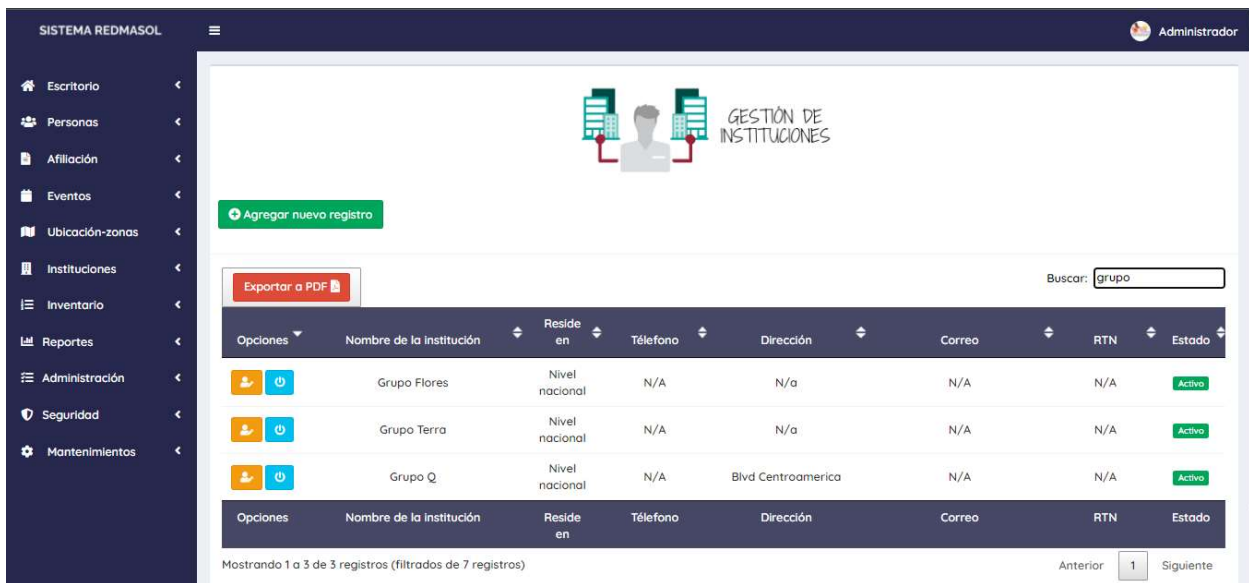 SISTEMA REDMASOL
Administrador
Escritorio
Personas
Afiliación
Eventos
Ubicación-zonas
Instituciones
Inventario
Reportes
Administración
Seguridad
Mantenimientos
GESTIÓN DE
INSTITUCIONES
Agregar nuevo registro
Exportar a PDF
Buscar: grupo
Opciones Nombre de la institución Reside en Télefono Dirección Correo RTN Estado
Grupo Flores Nivel nacional N/A N/a N/A N/A Activo
Grupo Terra Nivel nacional N/A N/a N/A N/A Activo
Grupo Q Nivel nacional N/A Blvd Centroamerica N/A N/A Activo
Opciones Nombre de la institución Reside en Télefono Dirección Correo RTN Estado
Mostrando 1 a 3 de 3 registros (filtrados de 7 registros)
Anterior 1 Siguiente